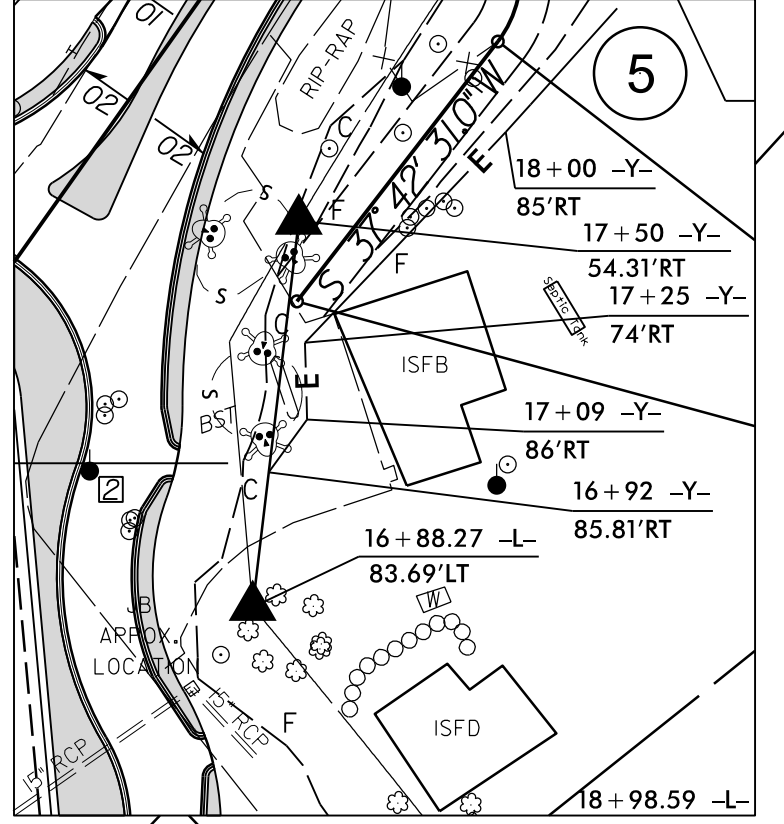 01
02
02
RIP-RAP
5
C
S 37° 42' 31.0" W
E
18+00 -Y-
85'RT
S
F
17+50 -Y-
54.31'RT
F
Septic Tank
S
17+25 -Y-
74'RT
C
ISFB
E
S
BST
17+09 -Y-
86'RT
2
C
16+92 -Y-
85.81'RT
16+88.27 -L-
83.69'LT
W
JB
APPROX.
LOCATION
15" RCP
F
ISFD
15" RCP
18+98.59 -L-